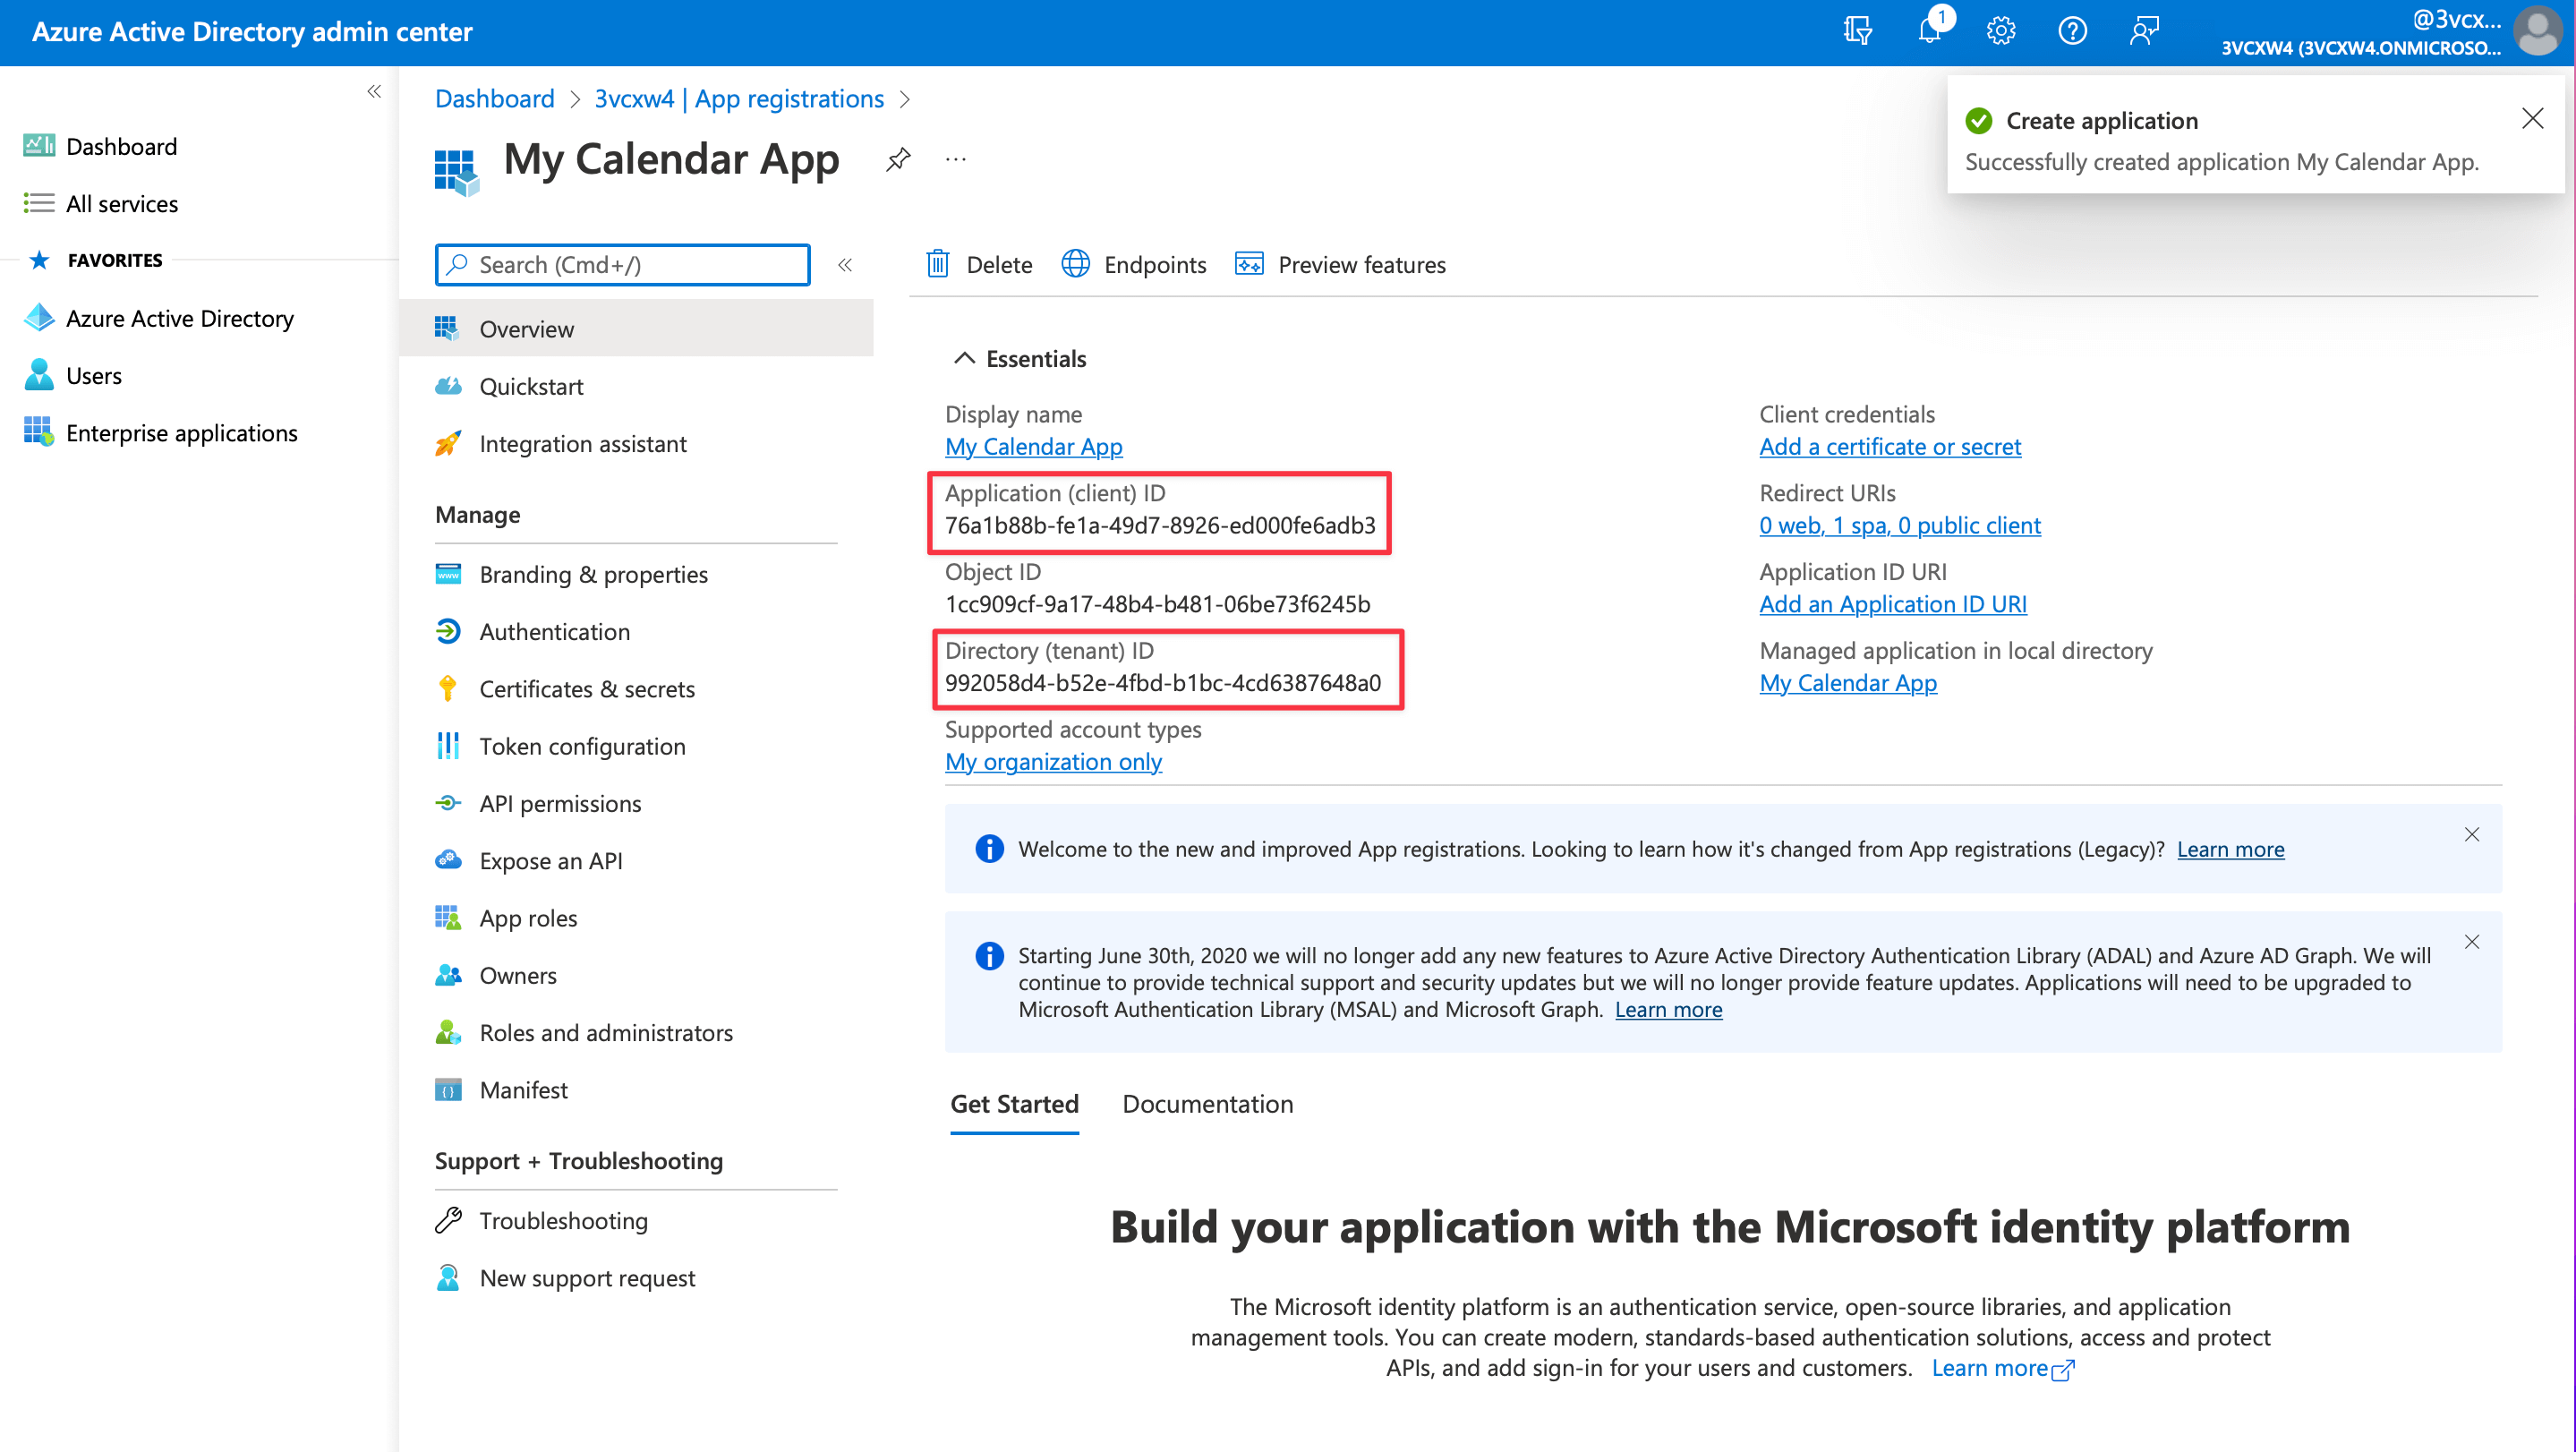 Azure Active Directory admin center
1
@3vcx...
3VCXW4 (3VCXW4.ONMICROSO...
Dashboard
All services
FAVORITES
Azure Active Directory
Users
Enterprise applications
Dashboard
3vcxw4 | App registrations
My Calendar App
...
Create application
Successfully created application My Calendar App.
Search (Cmd+/)
Overview
Quickstart
Integration assistant
Manage
Branding & properties
Authentication
Certificates & secrets
Token configuration
API permissions
Expose an API
App roles
Owners
Roles and administrators
Manifest
Support + Troubleshooting
Troubleshooting
New support request
Delete
Endpoints
Preview features
Essentials
Display name
My Calendar App
Application (client) ID
76a1b88b-fe1a-49d7-8926-ed000fe6adb3
Object ID
1cc909cf-9a17-48b4-b481-06be73f6245b
Directory (tenant) ID
992058d4-b52e-4fbd-b1bc-4cd6387648a0
Supported account types
My organization only
Client credentials
Add a certificate or secret
Redirect URIs
0 web, 1 spa, 0 public client
Application ID URI
Add an Application ID URI
Managed application in local directory
My Calendar App
Welcome to the new and improved App registrations. Looking to learn how it's changed from App registrations (Legacy)? Learn more
Starting June 30th, 2020 we will no longer add any new features to Azure Active Directory Authentication Library (ADAL) and Azure AD Graph. We will
continue to provide technical support and security updates but we will no longer provide feature updates. Applications will need to be upgraded to
Microsoft Authentication Library (MSAL) and Microsoft Graph. Learn more
Get Started
Documentation
Build your application with the Microsoft identity platform
The Microsoft identity platform is an authentication service, open-source libraries, and application
management tools. You can create modern, standards-based authentication solutions, access and protect
APIs, and add sign-in for your users and customers. Learn more